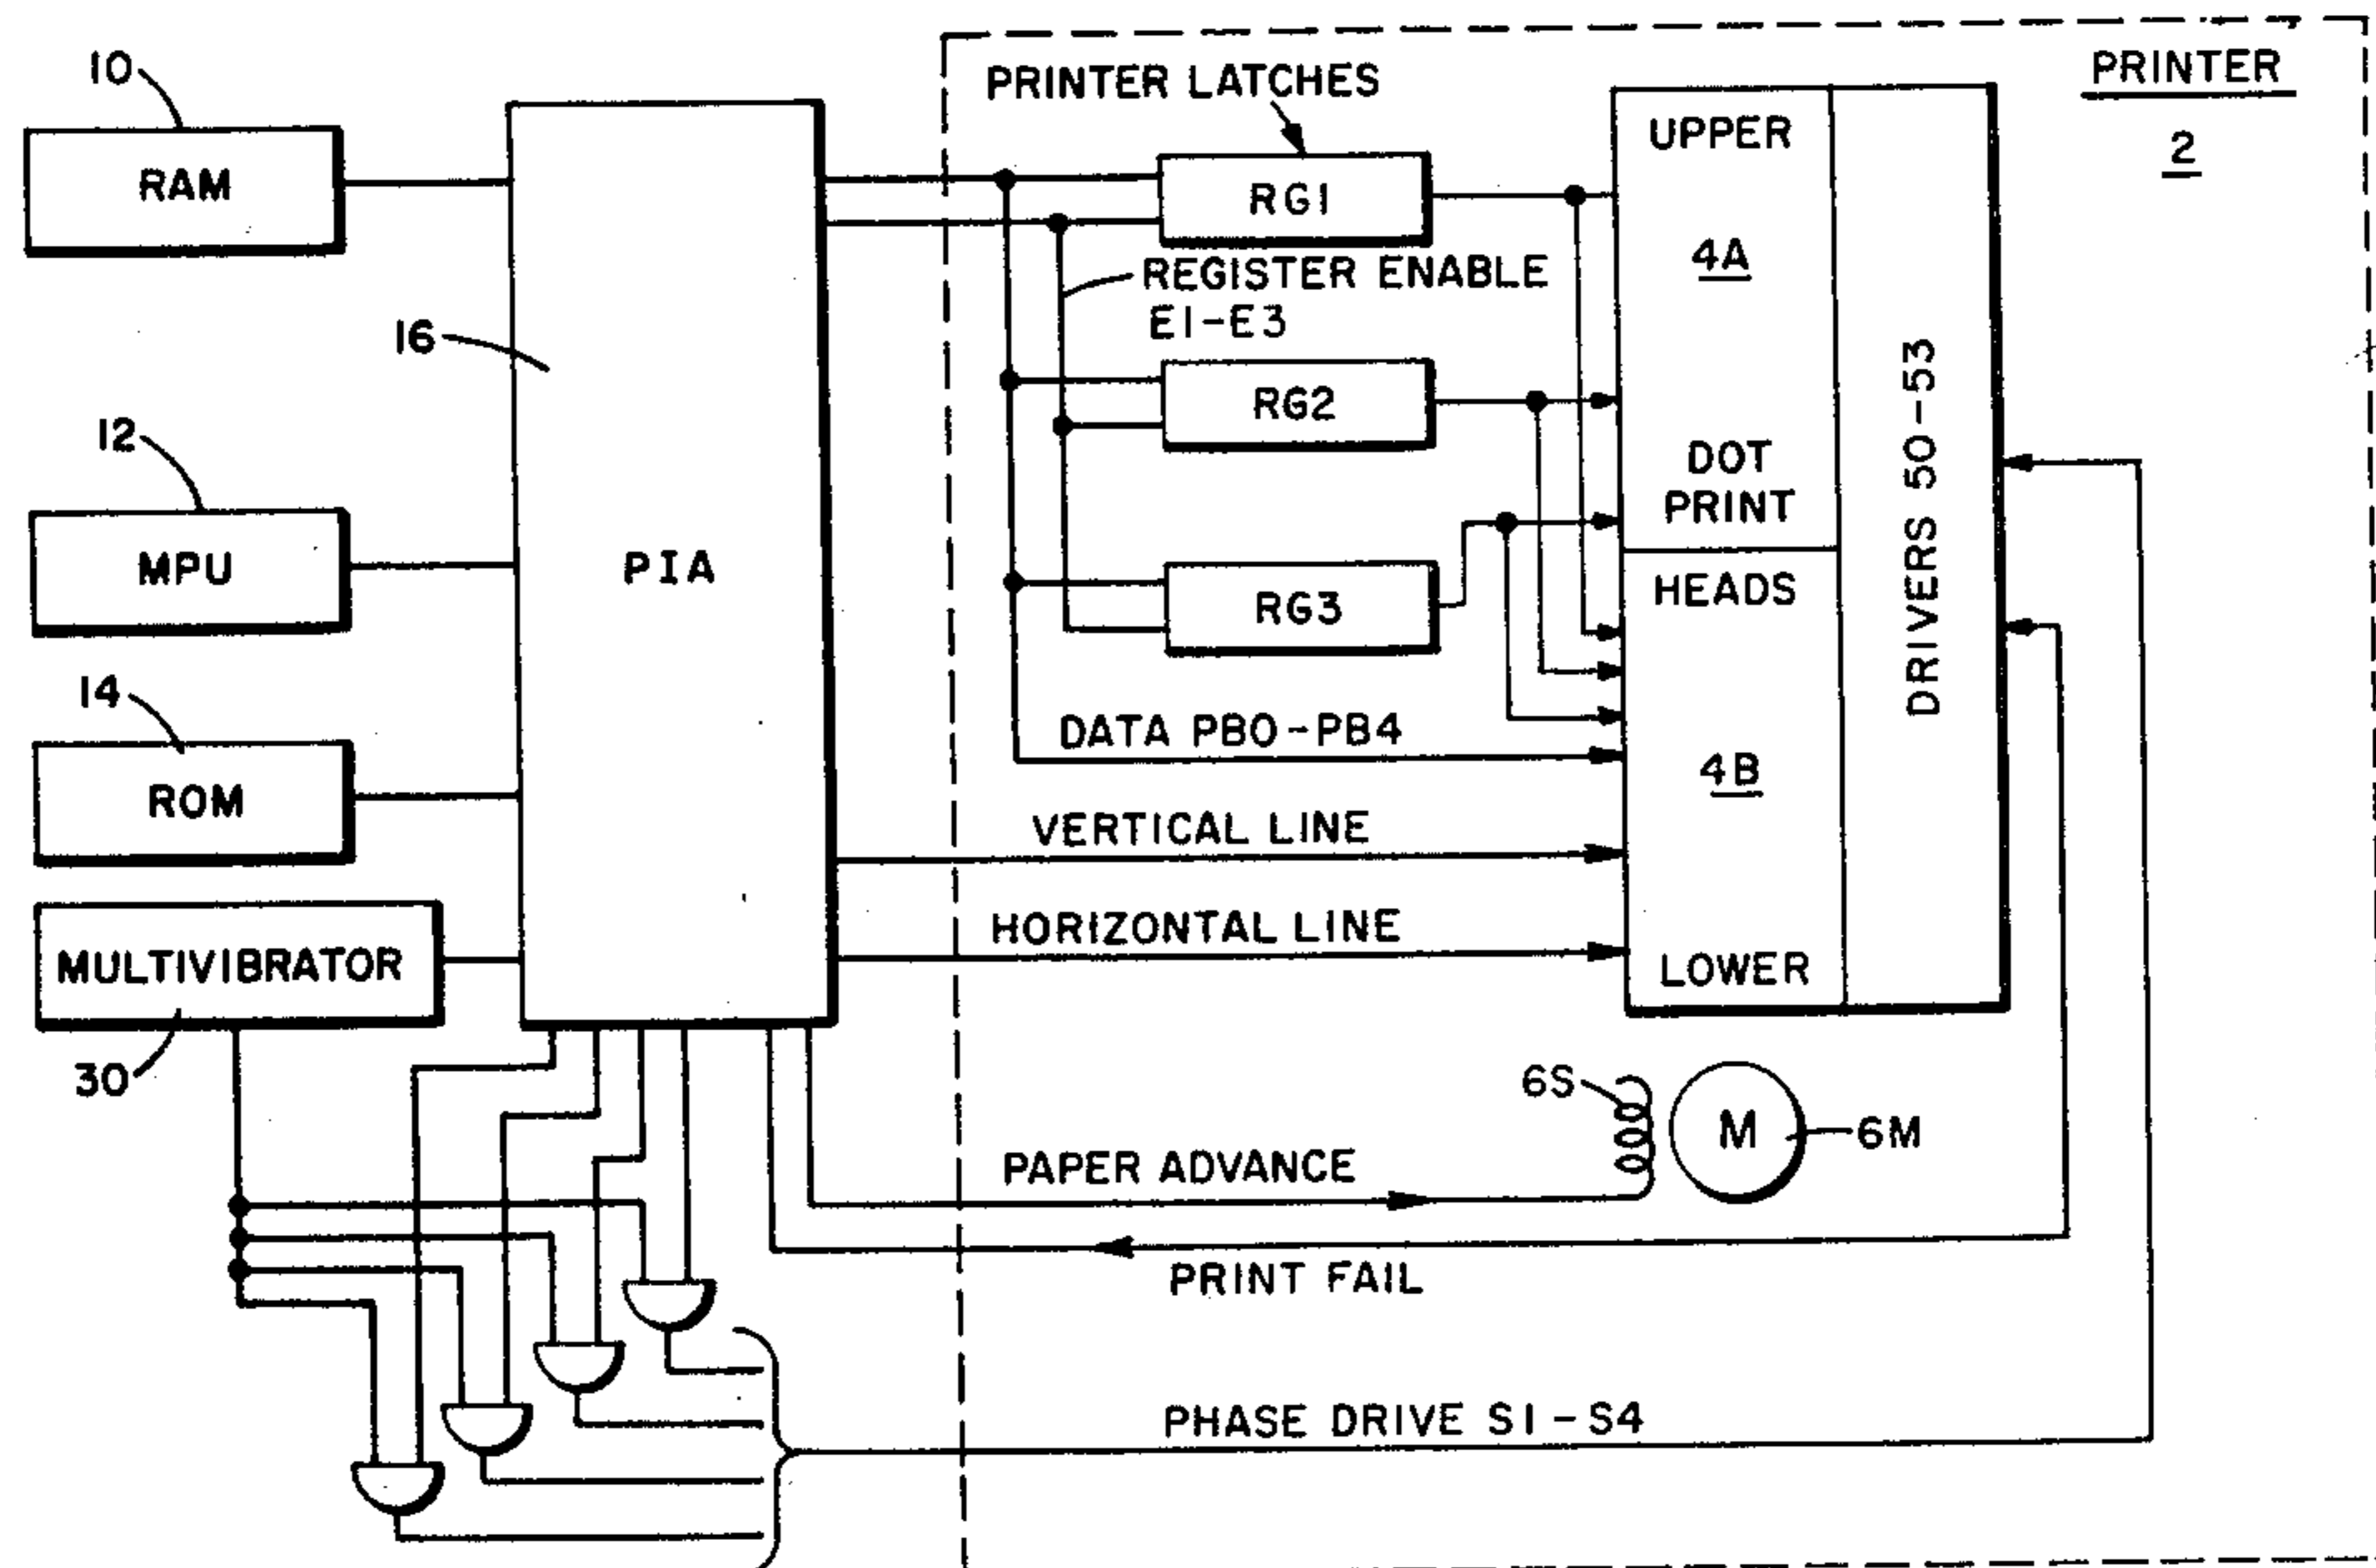 10
RAM
12
MPU
14
ROM
MULTIVIBRATOR
30
16
PIA
PRINTER LATCHES
RG1
REGISTER ENABLE
E1-E3
RG2
RG3
DATA PB0-PB4
VERTICAL LINE
HORIZONTAL LINE
UPPER
4A
DOT
PRINT
HEADS
4B
LOWER
DRIVERS 50-53
PRINTER
2
6S
M
6M
PAPER ADVANCE
PRINT FAIL
PHASE DRIVE S1-S4